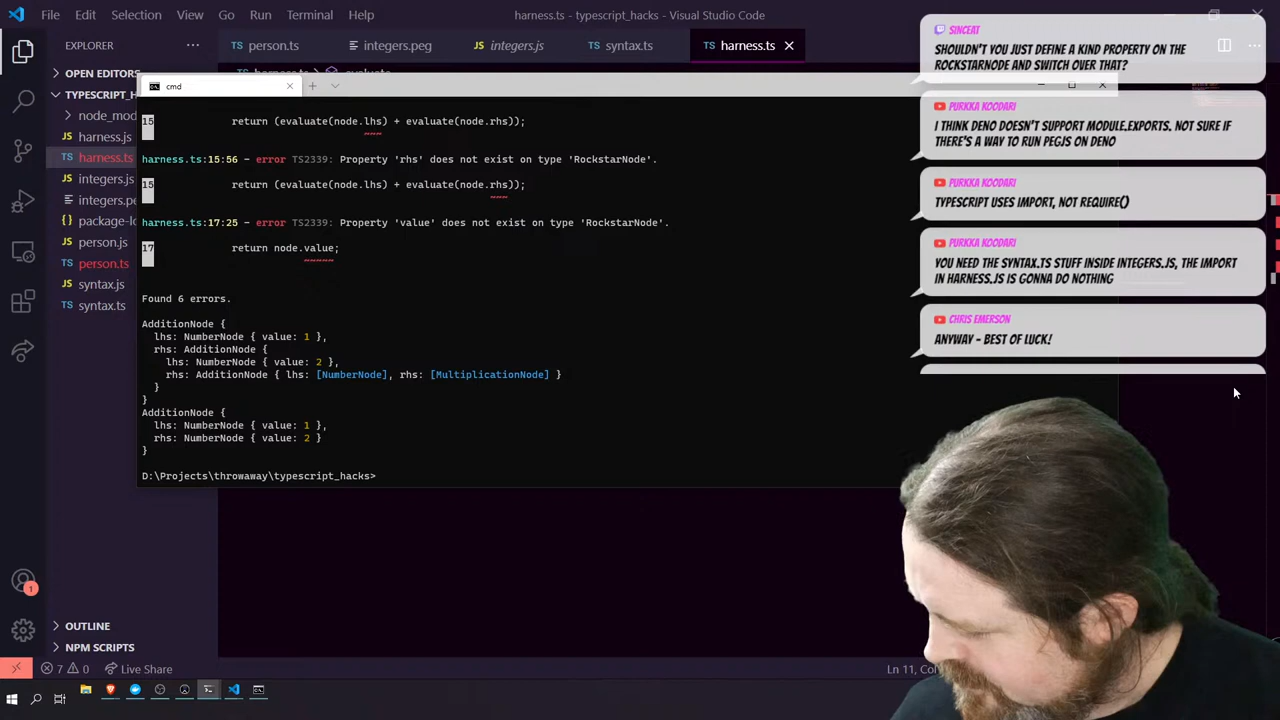 File Edit Selection View Go Run Terminal Help
harness.ts - typescript_hacks - Visual Studio Code
EXPLORER
OPEN EDITORS
TYPESCRIPT_H
node_mod
harness.js
harness.ts
integers.js
integers.pe
package-lo
person.js
person.ts
syntax.js
syntax.ts
OUTLINE
NPM SCRIPTS
person.ts integers.peg integers.js syntax.ts harness.ts
cmd
15 return (evaluate(node.lhs) + evaluate(node.rhs));
~~~
harness.ts:15:56 - error TS2339: Property 'rhs' does not exist on type 'RockstarNode'.
15 return (evaluate(node.lhs) + evaluate(node.rhs));
~~~
harness.ts:17:25 - error TS2339: Property 'value' does not exist on type 'RockstarNode'.
17 return node.value;
~~~~~
Found 6 errors.
AdditionNode {
lhs: NumberNode { value: 1 },
rhs: AdditionNode {
lhs: NumberNode { value: 2 },
rhs: AdditionNode { lhs: [NumberNode], rhs: [MultiplicationNode] }
}
}
AdditionNode {
lhs: NumberNode { value: 1 },
rhs: NumberNode { value: 2 }
}
D:\Projects\throwaway\typescript_hacks>
SINCEAT
SHOULDN'T YOU JUST DEFINE A KIND PROPERTY ON THE
ROCKSTARNODE AND SWITCH OVER THAT?
PURKKA KOODARI
I THINK DENO DOESN'T SUPPORT MODULE.EXPORTS. NOT SURE IF
THERE'S A WAY TO RUN PEGJS ON DENO
PURKKA KOODARI
TYPESCRIPT USES IMPORT, NOT REQUIRE()
PURKKA KOODARI
YOU NEED THE SYNTAX.TS STUFF INSIDE INTEGERS.JS, THE IMPORT
IN HARNESS.JS IS GONNA DO NOTHING
CHRIS EMERSON
ANYWAY - BEST OF LUCK!
1
7 0 Live Share
Ln 11,